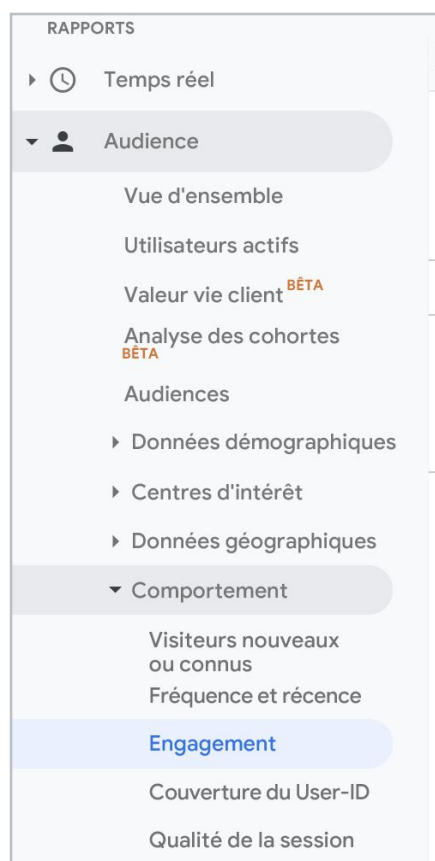 RAPPORTS
Temps réel
Audience
Vue d'ensemble
Utilisateurs actifs
Valeur vie client BÊTA
Analyse des cohortes
BÊTA
Audiences
Données démographiques
Centres d'intérêt
Données géographiques
Comportement
Visiteurs nouveaux
ou connus
Fréquence et récence
Engagement
Couverture du User-ID
Qualité de la session